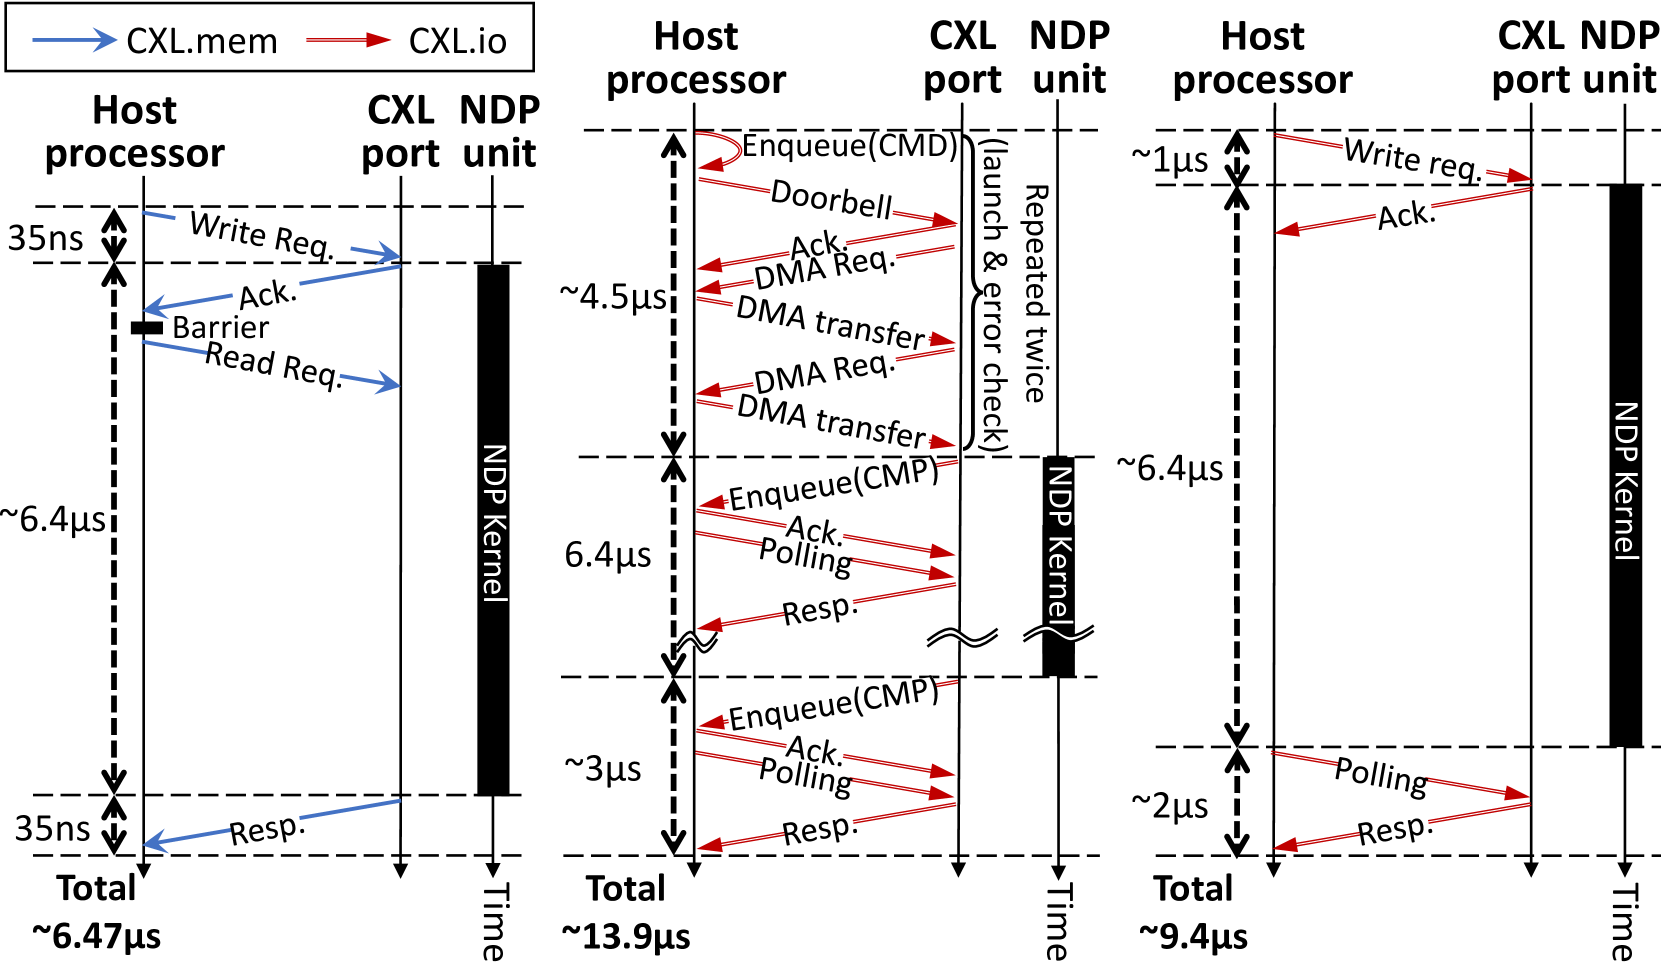 CXL.mem
CXL.io
Host processor
CXL port
NDP unit
35ns
Write Req.
Ack.
Barrier
Read Req.
~6.4µs
NDP Kernel
35ns
Resp.
Total
~6.47µs
Time
Host processor
CXL port
NDP unit
Enqueue(CMD)
Doorbell
Ack.
DMA Req.
DMA transfer
DMA Req.
DMA transfer
(launch & error check)
Repeated twice
~4.5µs
Enqueue(CMP)
Ack.
Polling
Resp.
6.4µs
NDP Kernel
Enqueue(CMP)
Ack.
Polling
Resp.
~3µs
Total
~13.9µs
Time
Host processor
CXL port
NDP unit
~1µs
Write req.
Ack.
~6.4µs
NDP Kernel
Polling
~2µs
Resp.
Total
~9.4µs
Time